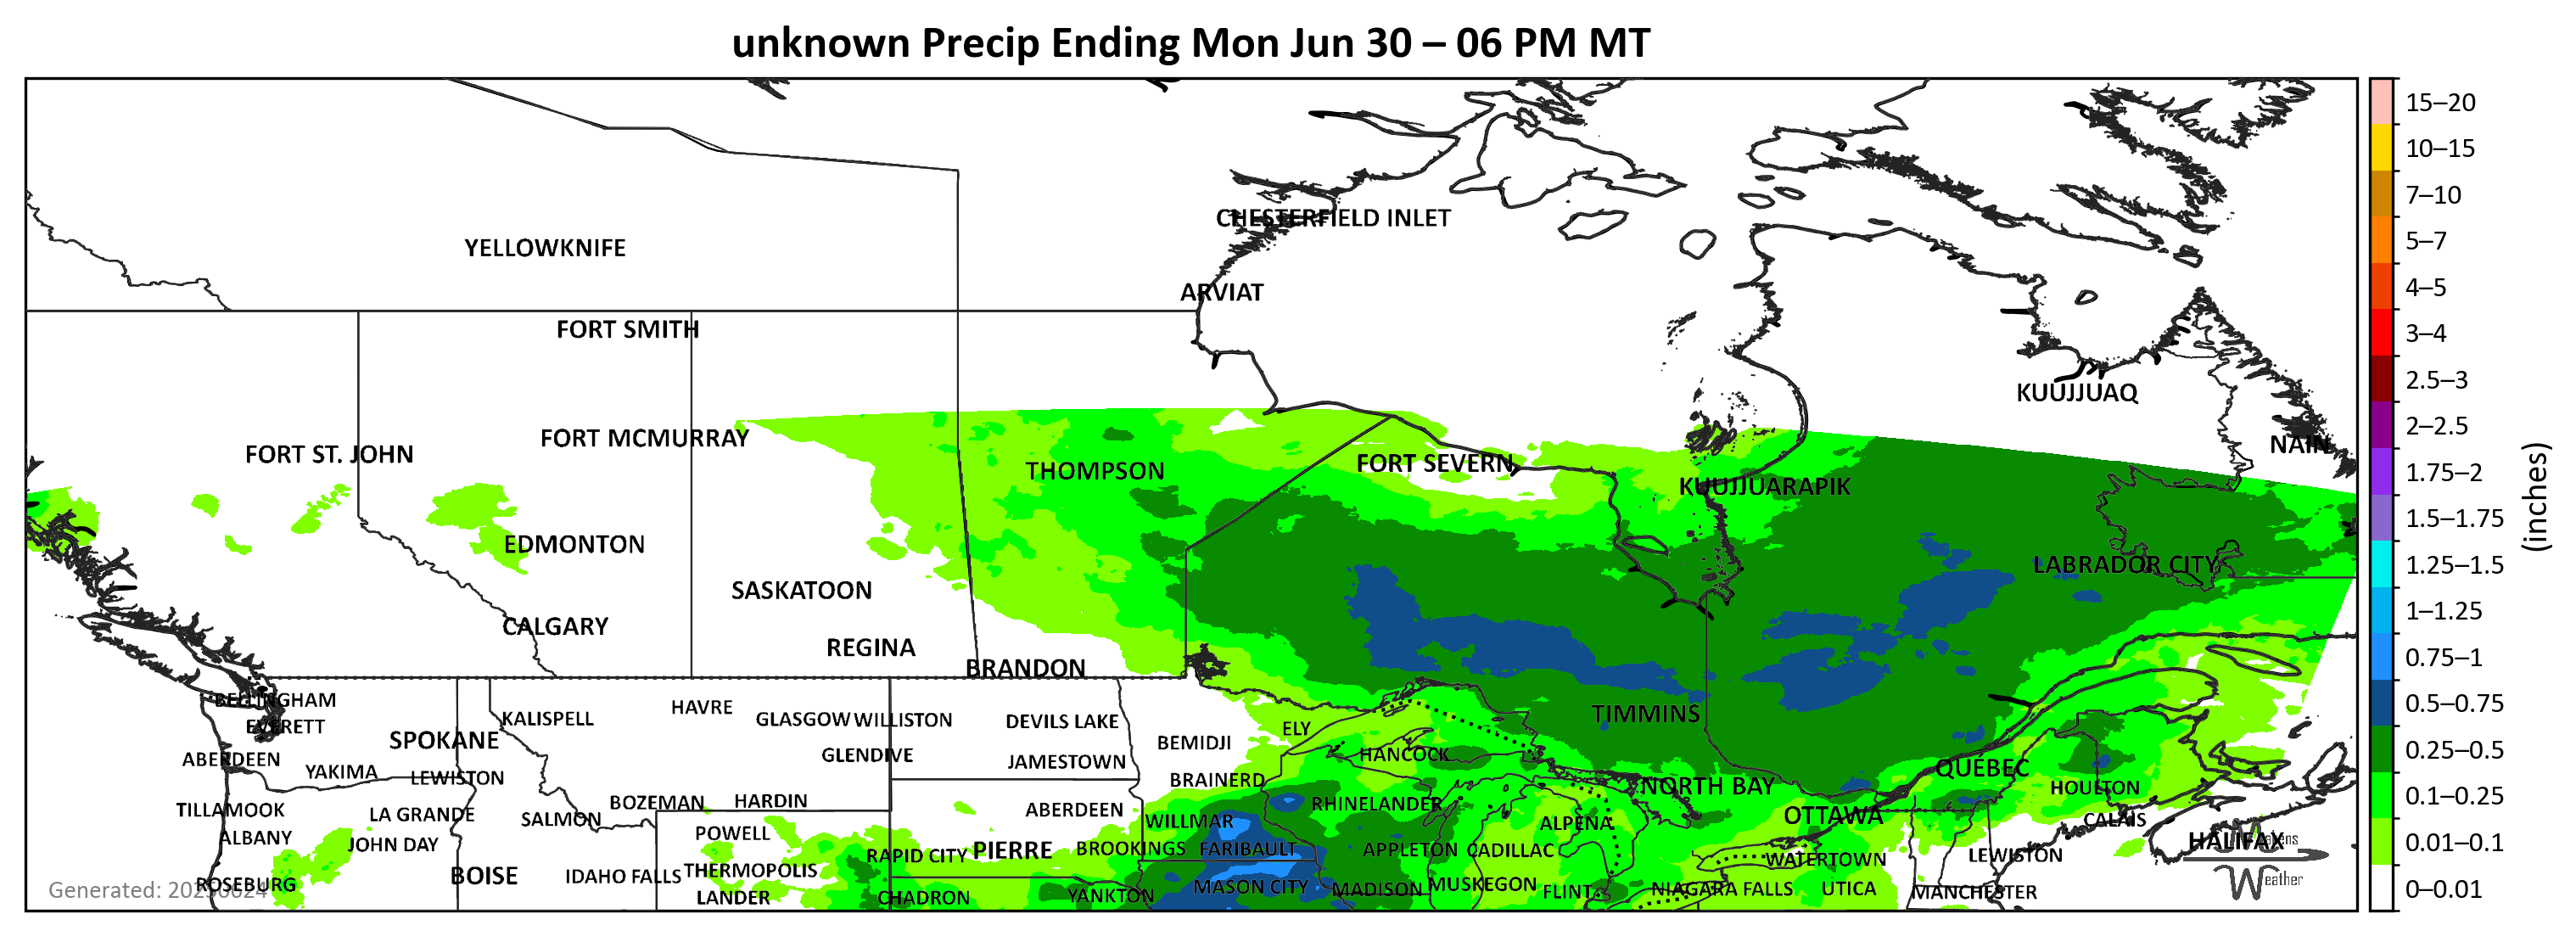 unknown Precip Ending Mon Jun 30 – 06 PM MT
15–20
10–15
7–10
5–7
4–5
3–4
2.5–3
2–2.5
1.75–2
1.5–1.75
1.25–1.5
1–1.25
0.75–1
0.5–0.75
0.25–0.5
0.1–0.25
0.01–0.1
0–0.01
(inches)
CHESTERFIELD INLET
YELLOWKNIFE
ARVIAT
FORT SMITH
KUUJJUAQ
FORT MCMURRAY
NAIN
FORT ST. JOHN
FORT SEVERN
THOMPSON
KUUJJUARAPIK
EDMONTON
LABRADOR CITY
SASKATOON
CALGARY
REGINA
BRANDON
BELLINGHAM
HAVRE
TIMMINS
KALISPELL
GLASGOW WILLISTON
DEVILS LAKE
EVERETT
ELY
SPOKANE
BEMIDJI
GLENDIVE
HANCOCK
ABERDEEN
JAMESTOWN
QUÉBEC
YAKIMA
LEWISTON
BRAINERD
NORTH BAY
HOULTON
BOZEMAN
HARDIN
RHINELANDER
TILLAMOOK
LA GRANDE
SALMON
ABERDEEN
WILLMAR
ALPENA
OTTAWA
CALAIS
ALBANY
JOHN DAY
POWELL
HALIFAX
RAPID CITY
PIERRE
BROOKINGS
FARIBAULT
APPLETON
CADILLAC
WATERTOWN
LEWISTON
BOISE
IDAHO FALLS
THERMOPOLIS
ROSEBURG
MASON CITY
MADISON
MUSKEGON
FLINT
NIAGARA FALLS
UTICA
MANCHESTER
LANDER
CHADRON
YANKTON
Weather
Generated: